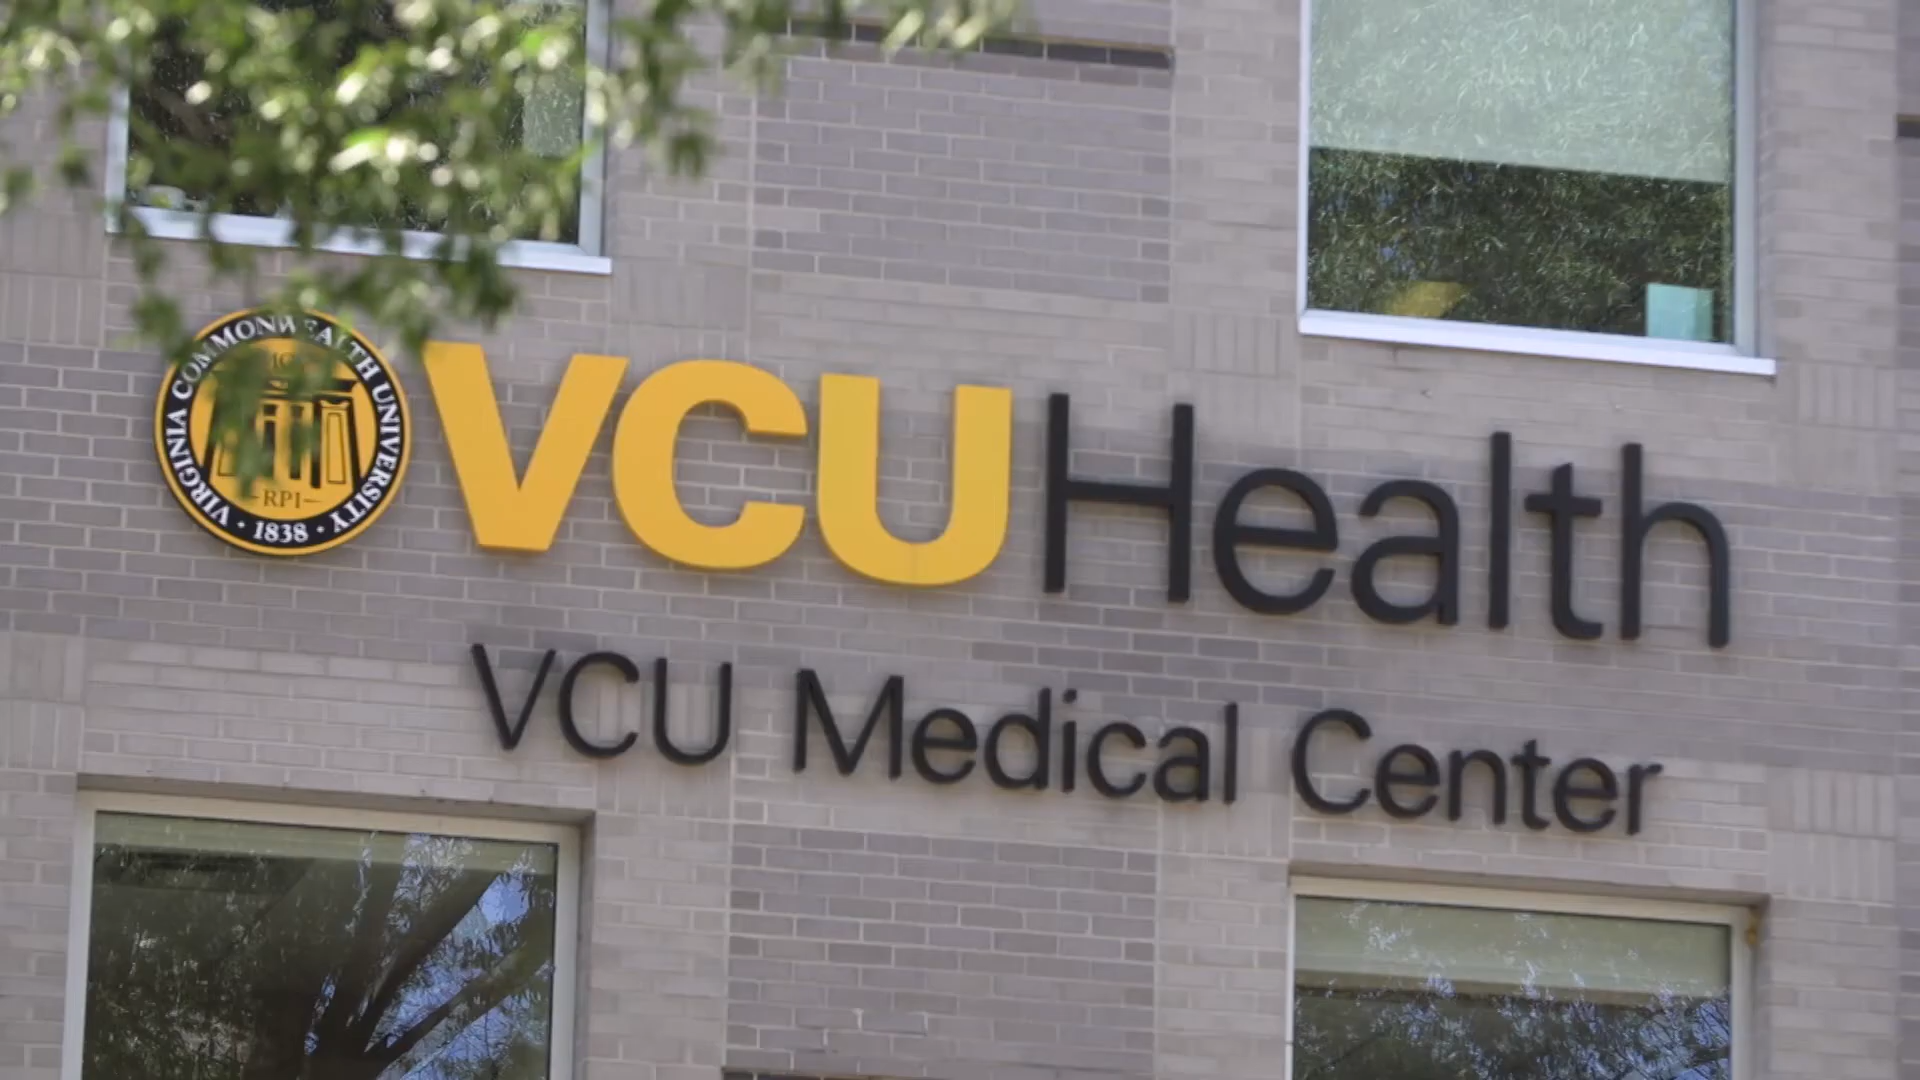 VIRGINIA COMMONWEALTH UNIVERSITY
RPI
· 1838 ·
VCUHealth
VCU Medical Center